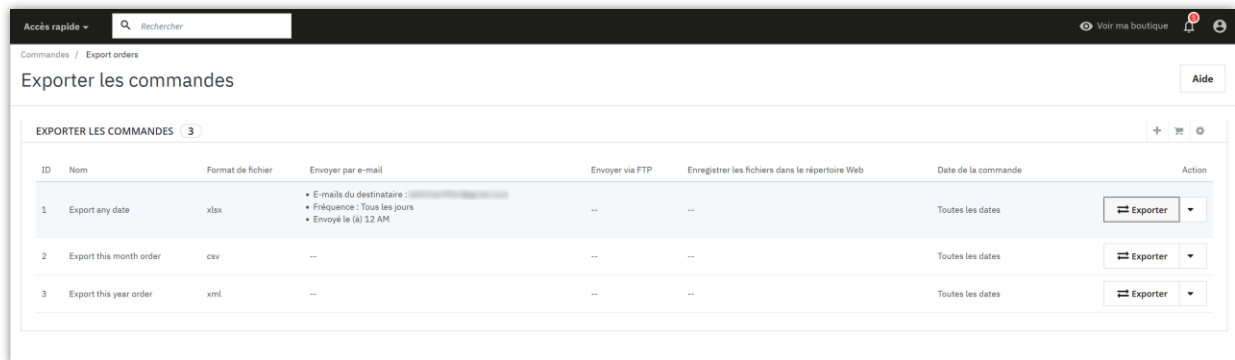 Accès rapide
Rechercher
Voir ma boutique
1
Commandes / Export orders
Exporter les commandes
Aide
EXPORTER LES COMMANDES 3
ID Nom Format de fichier Envoyer par e-mail Envoyer via FTP Enregistrer les fichiers dans le répertoire Web Date de la commande Action
• E-mails du destinataire :
1 Export any date xlsx • Fréquence : Tous les jours -- -- Toutes les dates Exporter
• Envoyé le (à) 12 AM
2 Export this month order csv -- -- -- Toutes les dates Exporter
3 Export this year order xml -- -- -- Toutes les dates Exporter